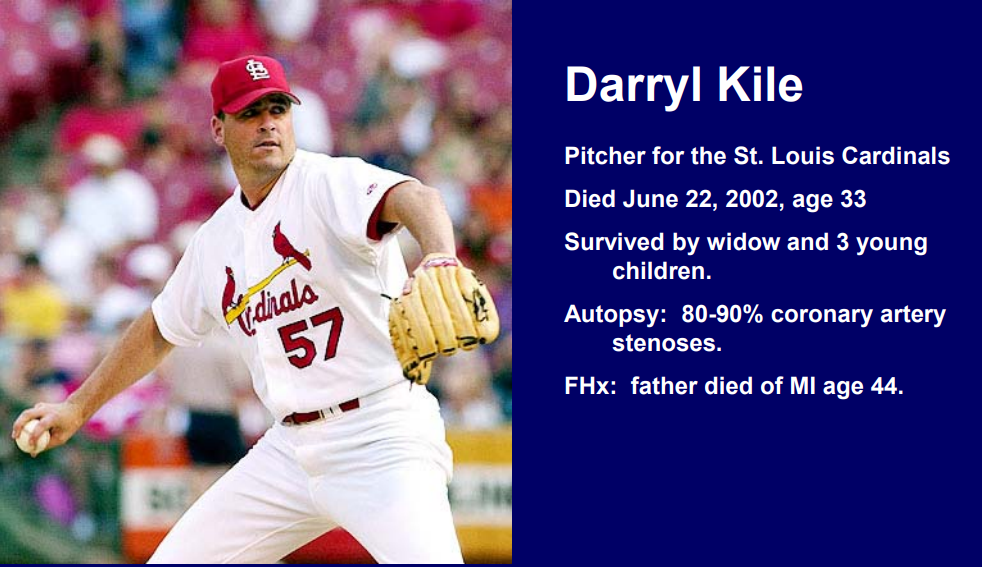 Darryl Kile
Pitcher for the St. Louis Cardinals
Died June 22, 2002, age 33
Survived by widow and 3 young
children.
Autopsy:  80-90% coronary artery
stenoses.
FHx:  father died of MI age 44.
StL
Cardinals
57